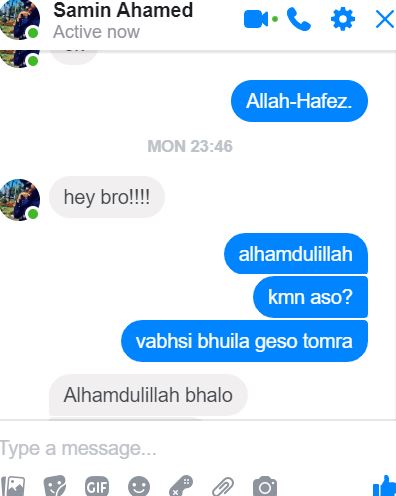 Samin Ahamed
Active now
Allah-Hafez.
MON 23:46
hey bro!!!!
alhamdulillah
kmn aso?
vabhsi bhuila geso tomra
Alhamdulillah bhalo
Type a message...
GIF